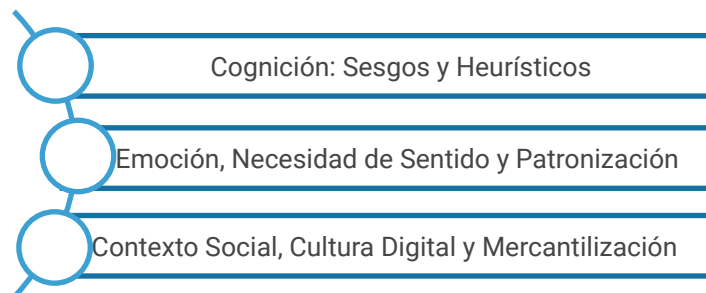 Cognición: Sesgos y Heurísticos
Emoción, Necesidad de Sentido y Patronización
Contexto Social, Cultura Digital y Mercantilización